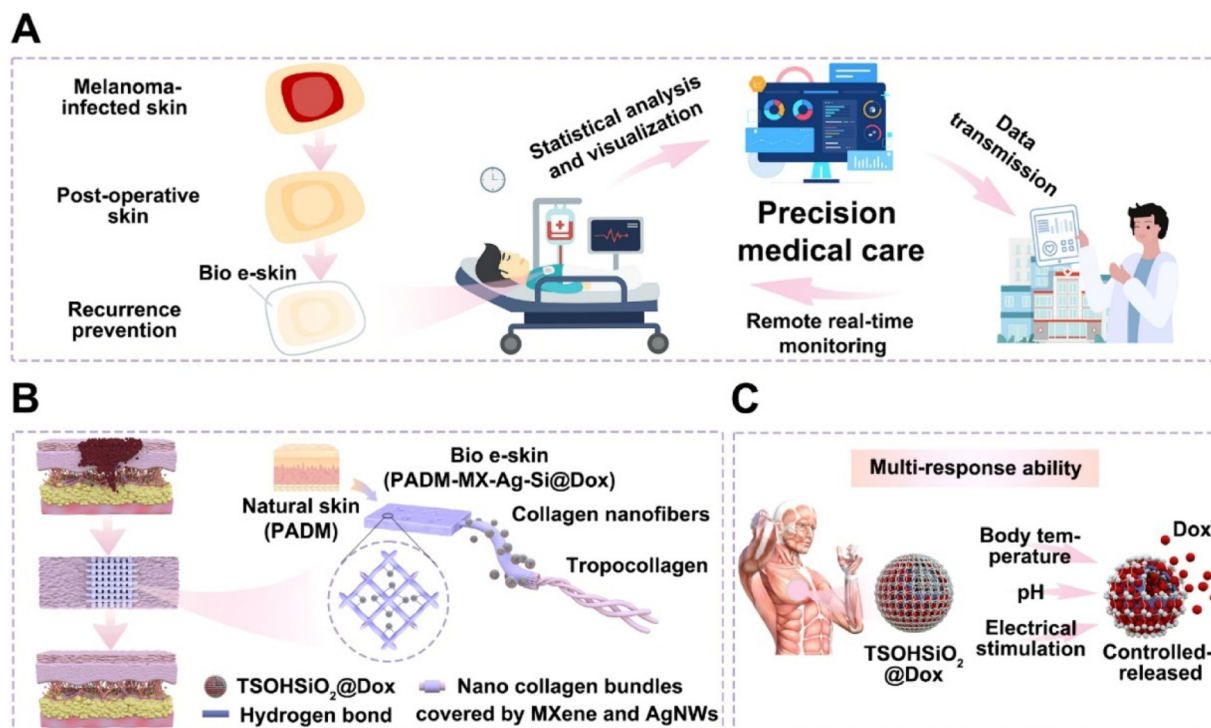 A
Melanoma-
infected skin
Post-operative
skin
Bio e-skin
Recurrence
prevention
Statistical analysis
and visualization
Precision
medical care
Data
transmission
Remote real-time
monitoring
B
Natural skin
(PADM)
Bio e-skin
(PADM-MX-Ag-Si@Dox)
Collagen nanofibers
Tropocollagen
TSOHSiO₂@Dox
Hydrogen bond
Nano collagen bundles
covered by MXene and AgNWs
C
Multi-response ability
TSOHSiO₂
@Dox
Body tem-
perature
pH
Electrical
stimulation
Dox
Controlled-
released